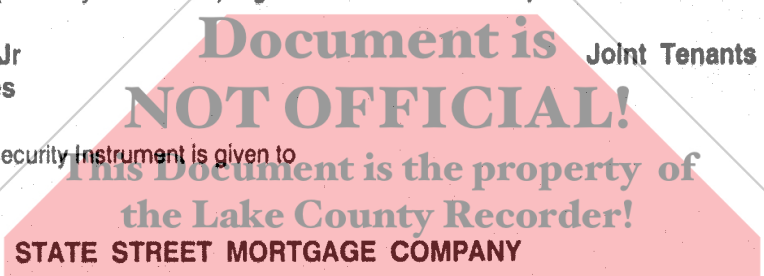 Document is
Jr Joint Tenants
NOT OFFICIAL!
Security Instrument is given to
This Document is the property of
the Lake County Recorder!
STATE STREET MORTGAGE COMPANY